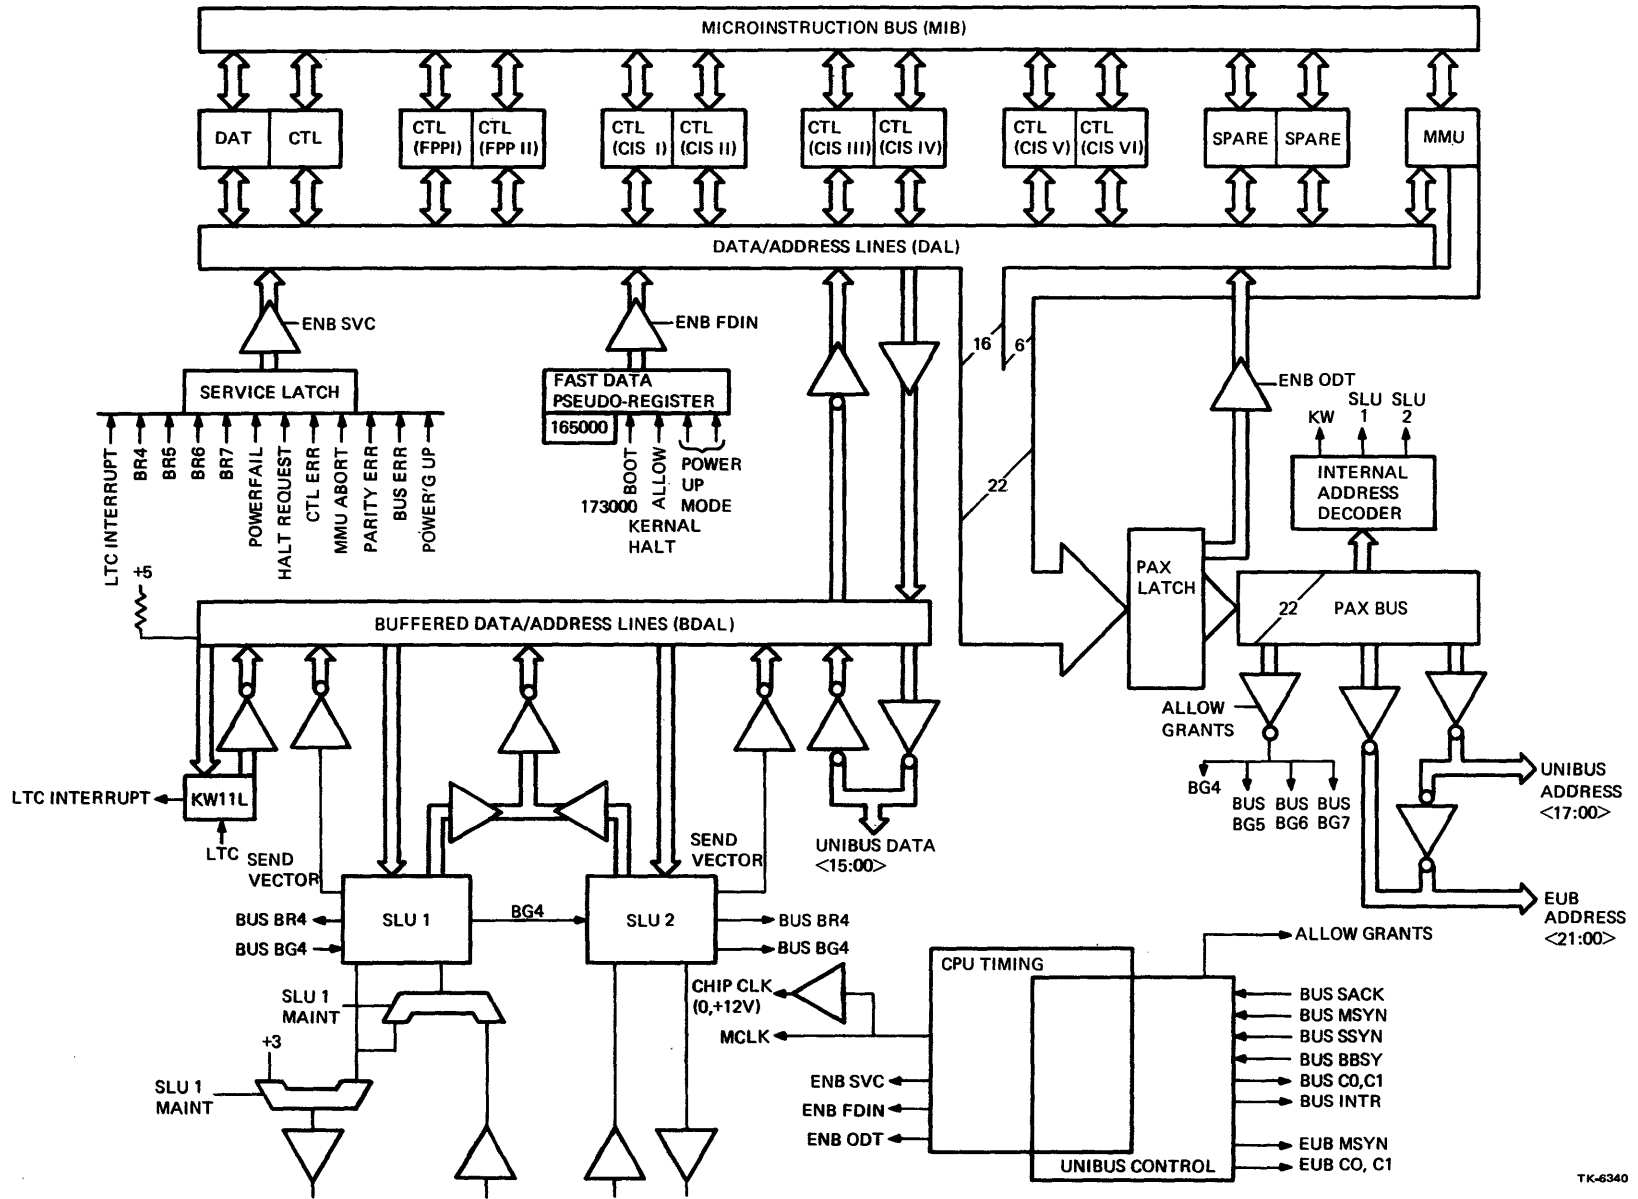 MICROINSTRUCTION BUS (MIB)
DAT
CTL
CTL
(FPPI)
CTL
(FPP II)
CTL
(CIS I)
CTL
(CIS II)
CTL
(CIS III)
CTL
(CIS IV)
CTL
(CIS V)
CTL
(CIS VI)
SPARE
SPARE
MMU
DATA/ADDRESS LINES (DAL)
ENB SVC
SERVICE LATCH
LTC INTERRUPT
BR4
BR5
BR6
BR7
POWERFAIL
HALT REQUEST
CTL ERR
MMU ABORT
PARITY ERR
BUS ERR
POWER'G UP
ENB FDIN
FAST DATA
PSEUDO-REGISTER
165000
173000
BOOT
ALLOW
KERNAL
HALT
POWER
UP
MODE
16
6
22
ENB ODT
KW
SLU
1
SLU
2
INTERNAL
ADDRESS
DECODER
PAX
LATCH
22
PAX BUS
+5
BUFFERED DATA/ADDRESS LINES (BDAL)
ALLOW
GRANTS
BG4
BUS
BG5
BUS
BG6
BUS
BG7
UNIBUS
ADDRESS
<17:00>
EUB
ADDRESS
<21:00>
LTC INTERRUPT
KW11L
LTC
SEND
VECTOR
SEND
VECTOR
UNIBUS DATA
<15:00>
BUS BR4
BUS BG4
SLU 1
BG4
SLU 2
BUS BR4
BUS BG4
SLU 1
MAINT
+3
SLU 1
MAINT
CHIP CLK
(0,+12V)
MCLK
ENB SVC
ENB FDIN
ENB ODT
CPU TIMING
UNIBUS CONTROL
ALLOW GRANTS
BUS SACK
BUS MSYN
BUS SSYN
BUS BBSY
BUS C0,C1
BUS INTR
EUB MSYN
EUB CO, C1
TK-6340